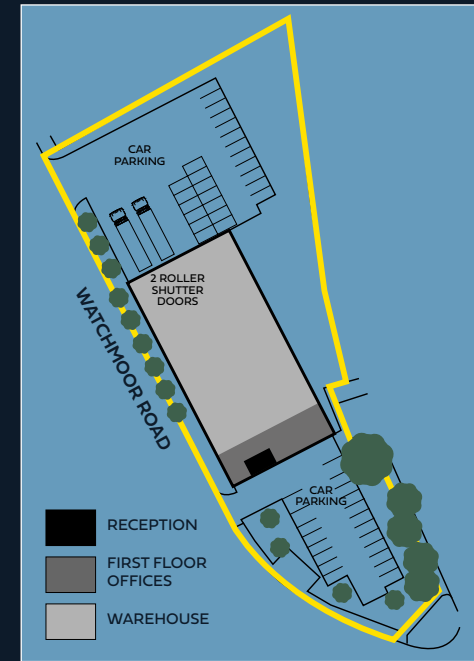 CAR
PARKING
2 ROLLER
SHUTTER
DOORS
WATCHMOOR ROAD
CAR
PARKING
RECEPTION
FIRST FLOOR
OFFICES
WAREHOUSE